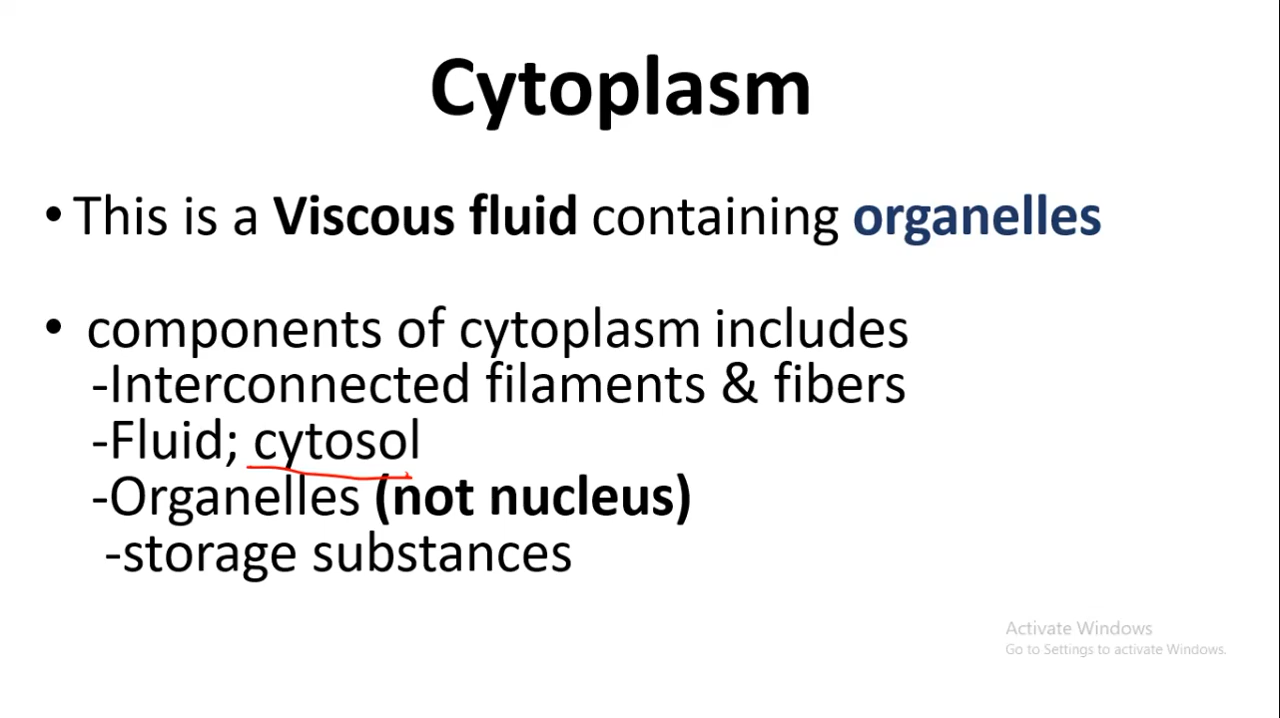 Cytoplasm
•This is a Viscous fluid containing organelles
• components of cytoplasm includes
-Interconnected filaments & fibers
-Fluid; cytosol
-Organelles (not nucleus)
-storage substances
Activate Windows
Go to Settings to activate Windows.